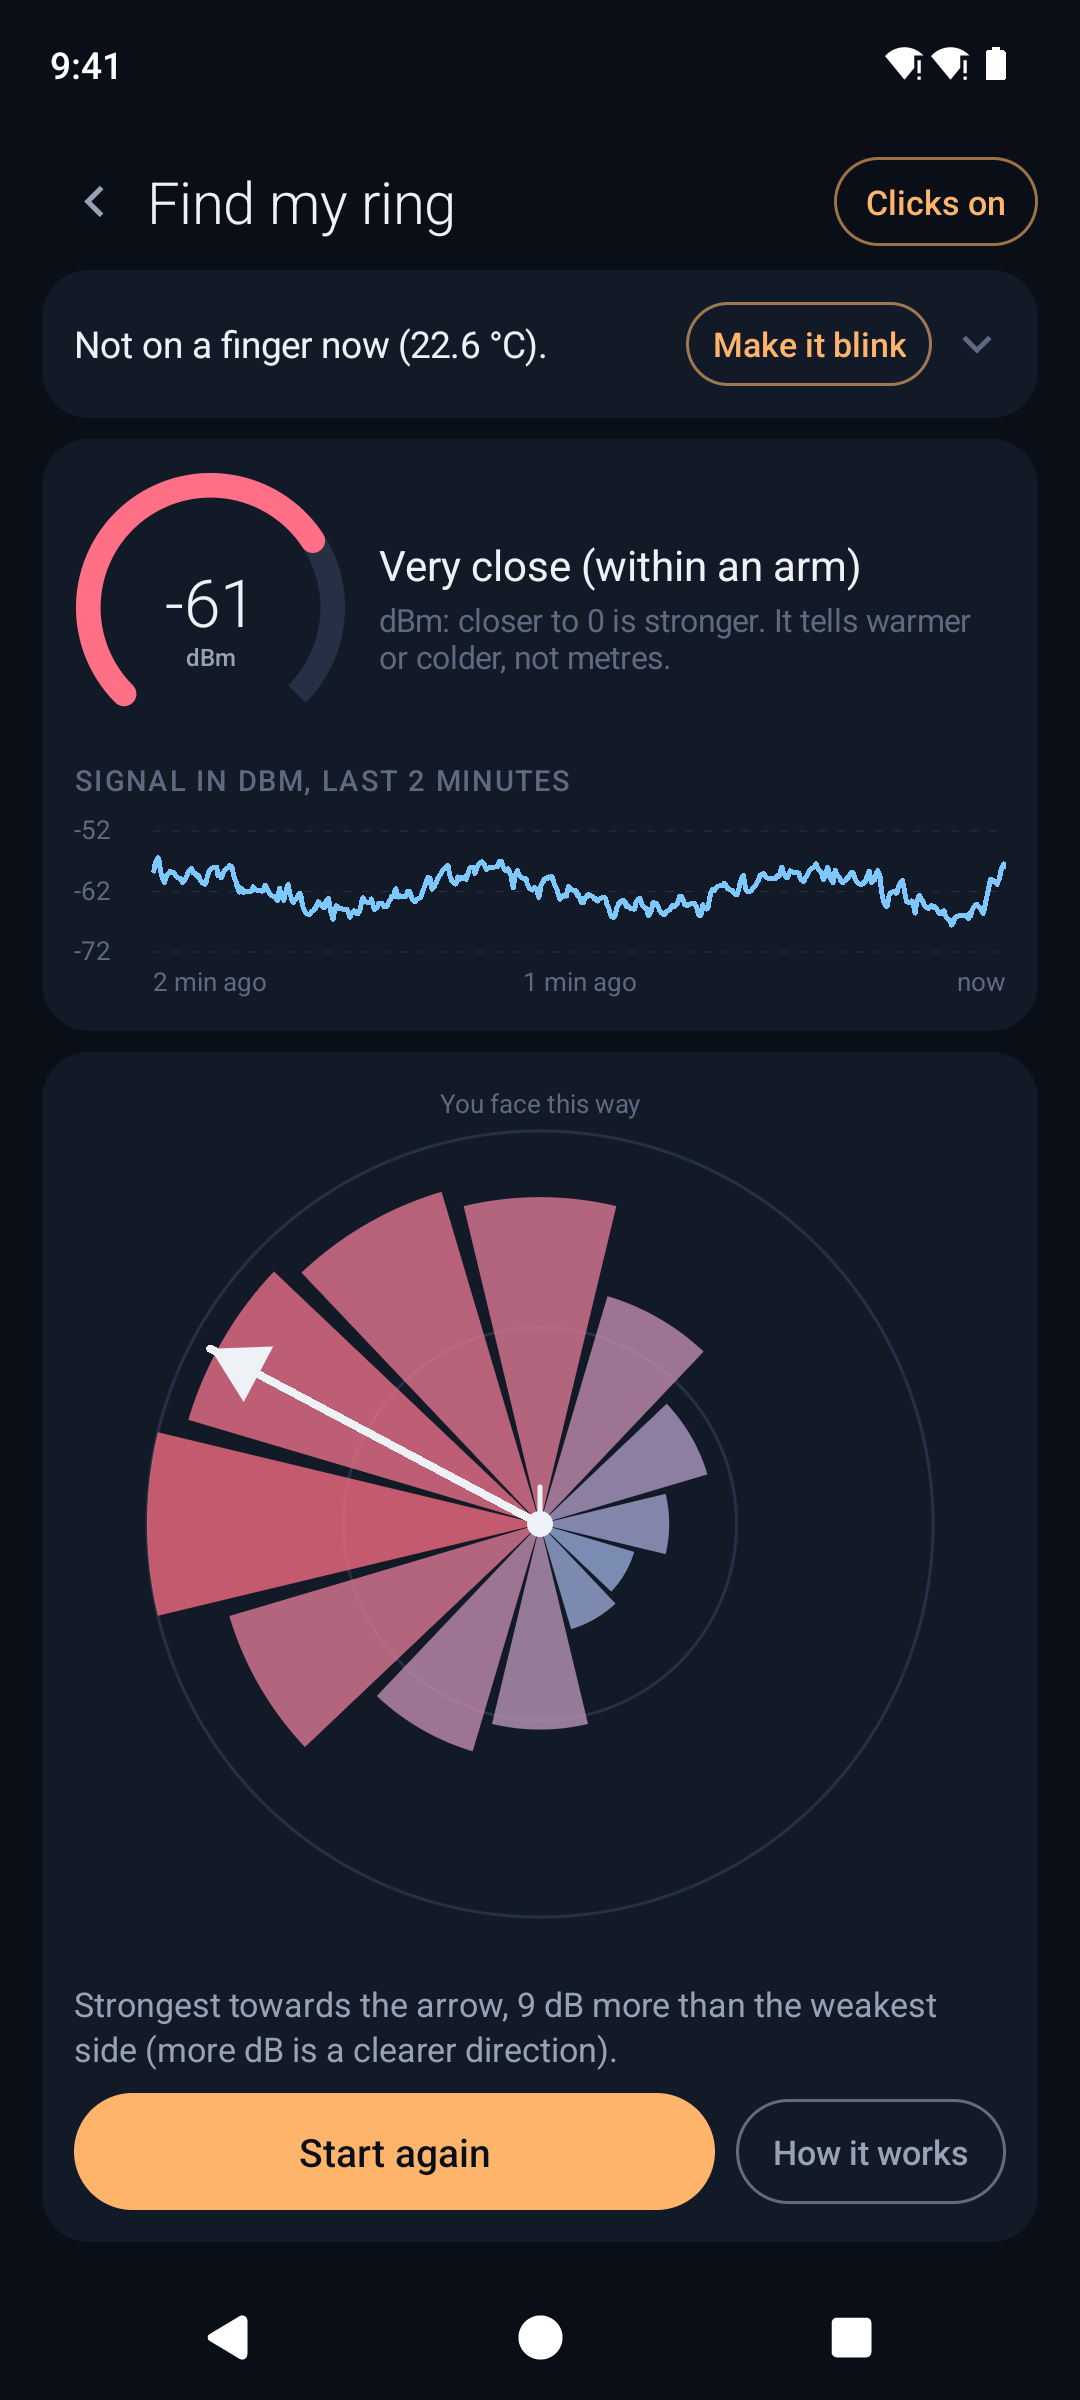 9:41
Find my ring
Clicks on
Not on a finger now (22.6 °C).
Make it blink
-61
dBm
Very close (within an arm)
dBm: closer to 0 is stronger. It tells warmer
or colder, not metres.
SIGNAL IN DBM, LAST 2 MINUTES
-52
-62
-72
2 min ago
1 min ago
now
You face this way
Strongest towards the arrow, 9 dB more than the weakest
side (more dB is a clearer direction).
Start again
How it works